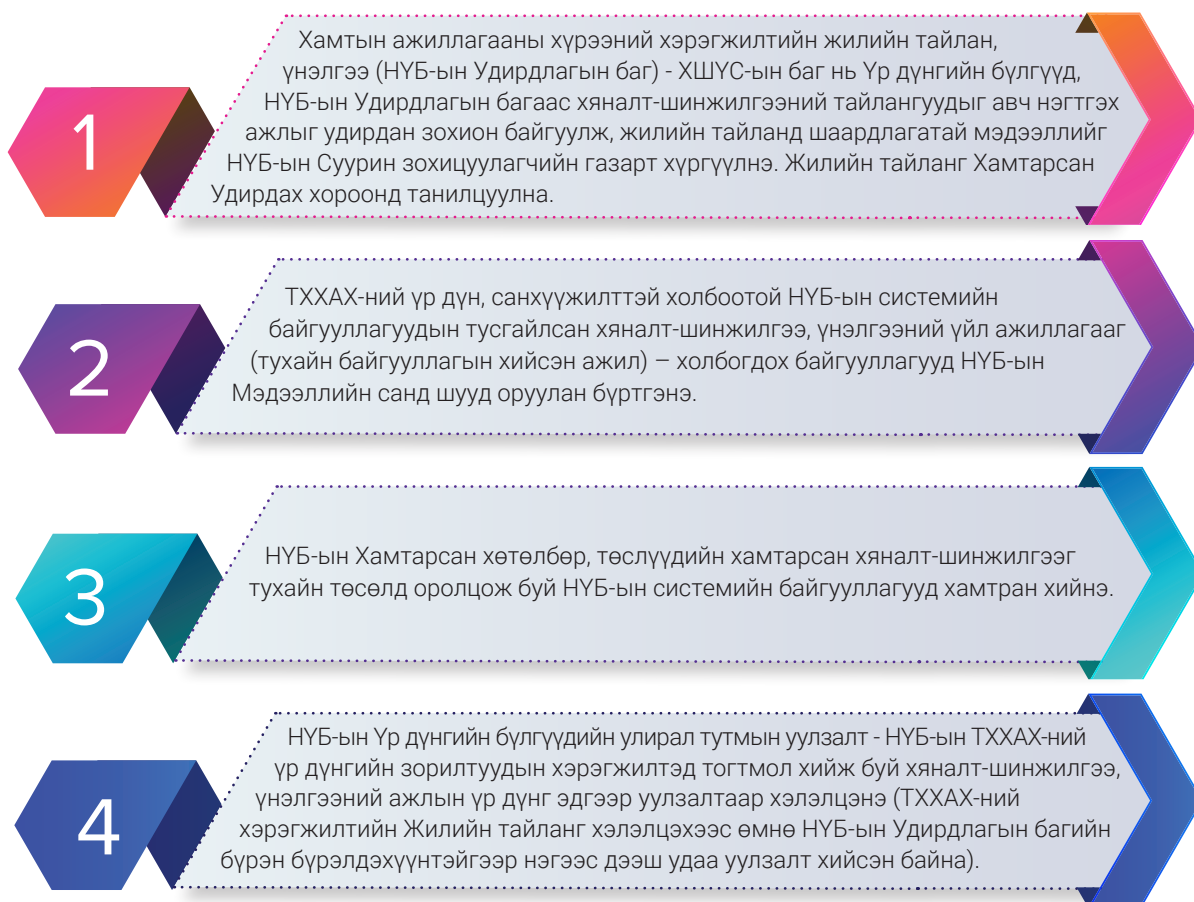 1
Хамтын ажиллагааны хүрээний хэрэгжилтийн жилийн тайлан,
үнэлгээ (НҮБ-ын Удирдлагын баг) - ХШҮС-ын баг нь Үр дүнгийн бүлгүүд,
НҮБ-ын Удирдлагын багаас хяналт-шинжилгээний тайлангуудыг авч нэгтгэх
ажлыг удирдан зохион байгуулж, жилийн тайланд шаардлагатай мэдээллийг
НҮБ-ын Суурин зохицуулагчийн газарт хүргүүлнэ. Жилийн тайланг Хамтарсан
Удирдах хороонд танилцуулна.
2
ТХХАХ-ний үр дүн, санхүүжилттэй холбоотой НҮБ-ын системийн
байгууллагуудын тусгайлсан хяналт-шинжилгээ, үнэлгээний үйл ажиллагааг
(тухайн байгууллагын хийсэн ажил) – холбогдох байгууллагууд НҮБ-ын
Мэдээллийн санд шууд оруулан бүртгэнэ.
3
НҮБ-ын Хамтарсан хөтөлбөр, төслүүдийн хамтарсан хяналт-шинжилгээг
тухайн төсөлд оролцож буй НҮБ-ын системийн байгууллагууд хамтран хийнэ.
4
НҮБ-ын Үр дүнгийн бүлгүүдийн улирал тутмын уулзалт - НҮБ-ын ТХХАХ-ний
үр дүнгийн зорилтуудын хэрэгжилтэд тогтмол хийж буй хяналт-шинжилгээ,
үнэлгээний ажлын үр дүнг эдгээр уулзалтаар хэлэлцэнэ (ТХХАХ-ний
хэрэгжилтийн Жилийн тайланг хэлэлцэхээс өмнө НҮБ-ын Удирдлагын багийн
бүрэн бүрэлдэхүүнтэйгээр нэгээс дээш удаа уулзалт хийсэн байна).